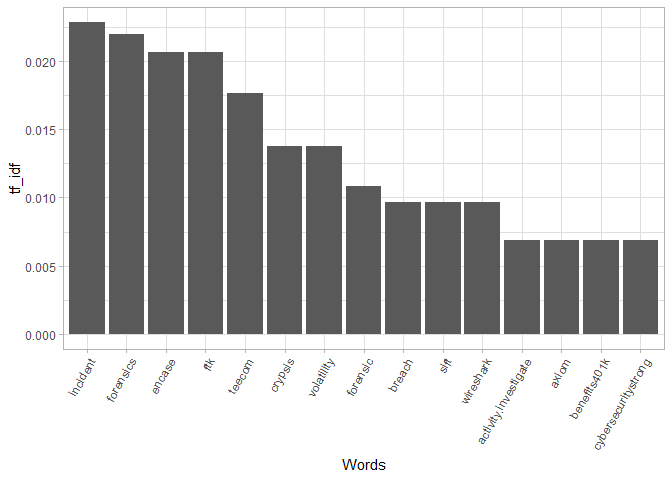 tf_idf
0.020
0.015
0.010
0.005
0.000
incident
forensics
encase
ftk
teecom
crypsis
volatility
forensic
breach
sift
wireshark
activity.investigate
axiom
benefits401k
cybersecuritystrong
Words